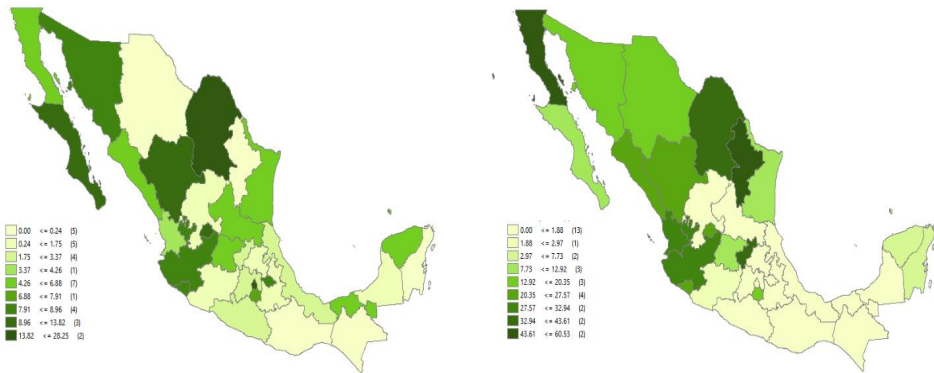 0.00 <= 0.24 (5)
0.24 <= 1.75 (5)
1.75 <= 3.37 (4)
3.37 <= 4.26 (1)
4.26 <= 6.88 (7)
6.88 <= 7.91 (1)
7.91 <= 8.96 (4)
8.96 <= 13.82 (3)
13.82 <= 28.25 (2)
0.00 <= 1.88 (13)
1.88 <= 2.97 (1)
2.97 <= 7.73 (2)
7.73 <= 12.92 (3)
12.92 <= 20.35 (3)
20.35 <= 27.57 (4)
27.57 <= 32.94 (2)
32.94 <= 43.61 (2)
43.61 <= 60.53 (2)